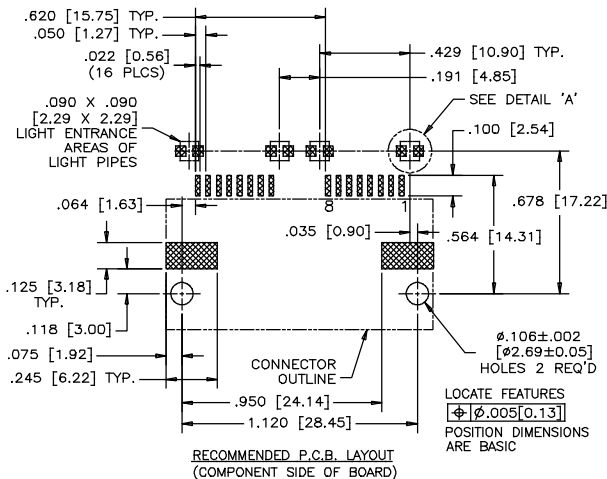 .620 [15.75] TYP.
.050 [1.27] TYP.
.022 [0.56]
(16 PLCS)
.429 [10.90] TYP.
.191 [4.85]
.090 X .090
[2.29 X 2.29]
LIGHT ENTRANCE
AREAS OF
LIGHT PIPES
SEE DETAIL 'A'
.100 [2.54]
.064 [1.63]
8
1
.678 [17.22]
.035 [0.90]
.564 [14.31]
.125 [3.18]
TYP.
.118 [3.00]
.075 [1.92]
.245 [6.22] TYP.
CONNECTOR
OUTLINE
ø.106±.002
[ø2.69±0.05]
HOLES 2 REQ'D
.950 [24.14]
1.120 [28.45]
LOCATE FEATURES
⌖ ø.005[0.13]
POSITION DIMENSIONS
ARE BASIC
RECOMMENDED P.C.B. LAYOUT
(COMPONENT SIDE OF BOARD)